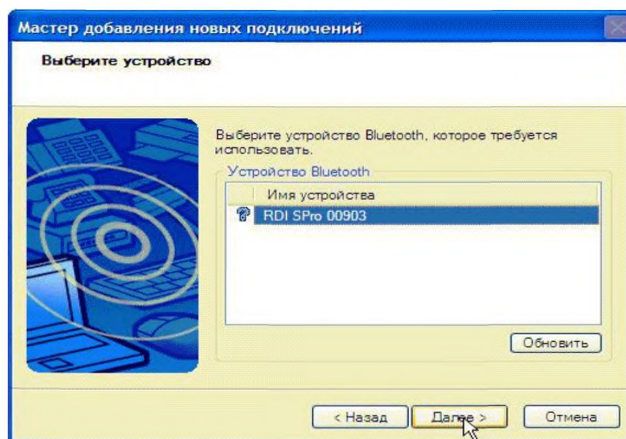 Мастер добавления новых подключений
Выберите устройство
Выберите устройство Bluetooth, которое требуется
использовать.
Устройство Bluetooth
Имя устройства
RDI SPro 00903
Обновить
< Назад Далее > Отмена